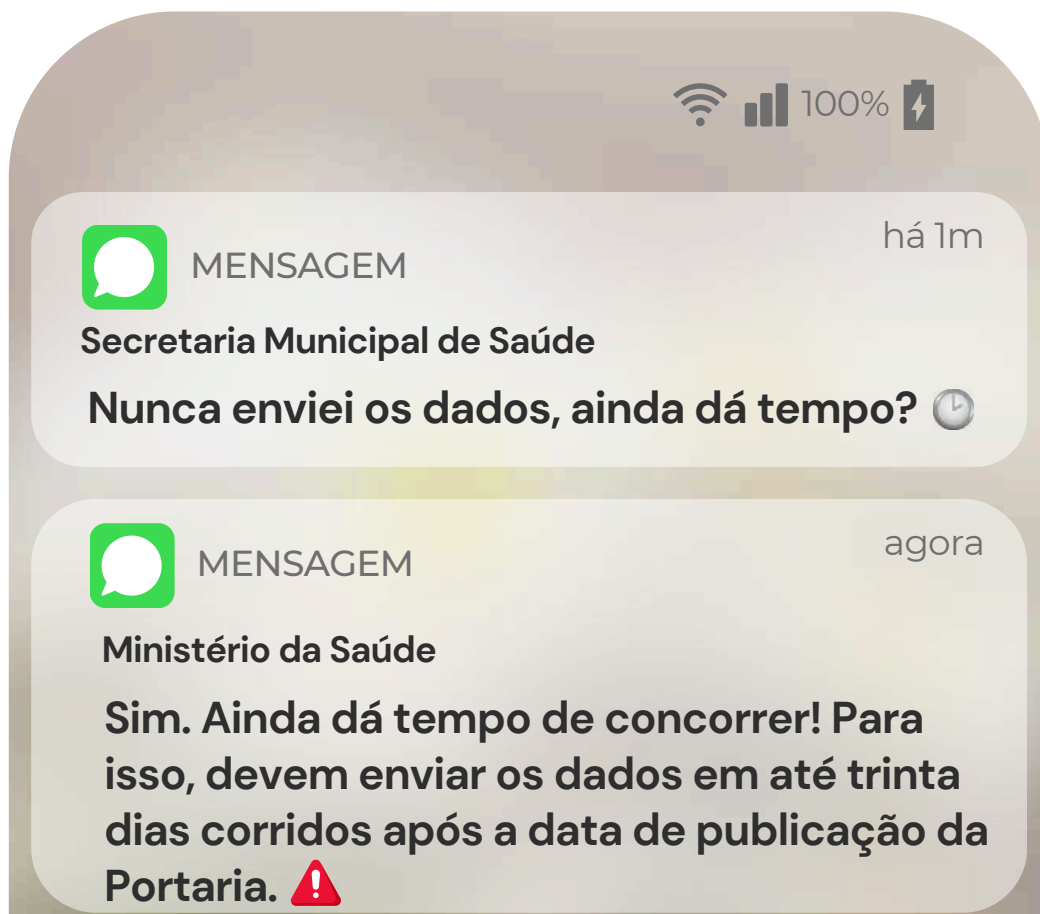 100%
há 1m
MENSAGEM
Secretaria Municipal de Saúde
Nunca enviei os dados, ainda dá tempo? 🕒
agora
MENSAGEM
Ministério da Saúde
Sim. Ainda dá tempo de concorrer! Para
isso, devem enviar os dados em até trinta
dias corridos após a data de publicação da
Portaria. ⚠️